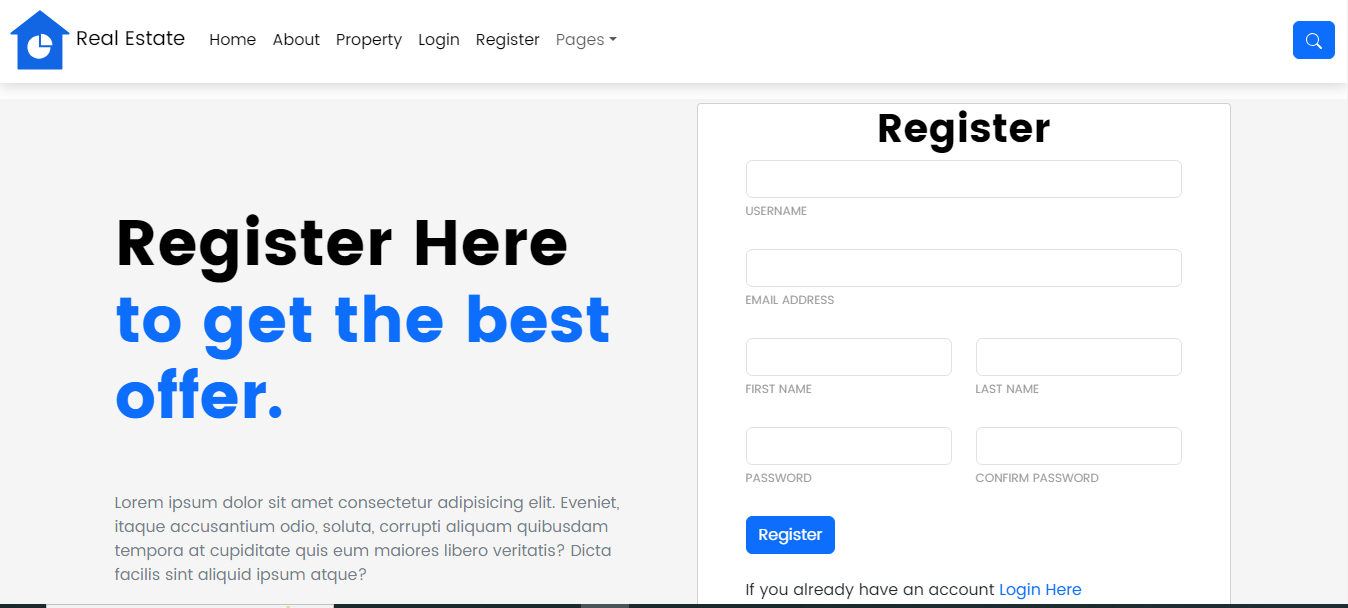 Real Estate Home About Property Login Register Pages
Register Here
to get the best
offer.
Lorem ipsum dolor sit amet consectetur adipisicing elit. Eveniet,
itaque accusantium odio, soluta, corrupti aliquam quibusdam
tempora at cupiditate quis eum maiores libero veritatis? Dicta
facilis sint aliquid ipsum atque?
Register
USERNAME
EMAIL ADDRESS
FIRST NAME LAST NAME
PASSWORD CONFIRM PASSWORD
Register
If you already have an account Login Here